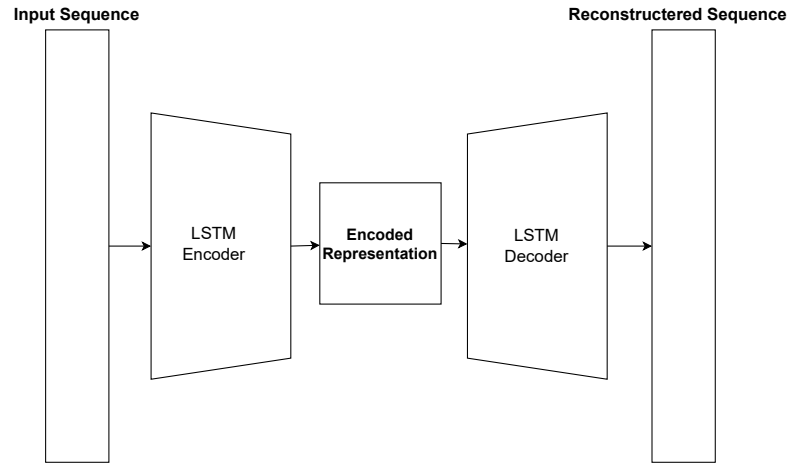 Input Sequence
Reconstructered Sequence
LSTM
Encoder
Encoded
Representation
LSTM
Decoder